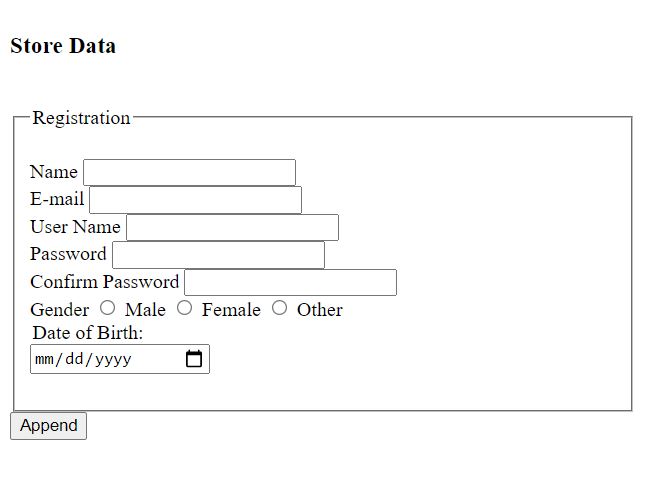 Store Data
Registration
Name
E-mail
User Name
Password
Confirm Password
Gender Male Female Other
Date of Birth:
mm/dd/yyyy
Append